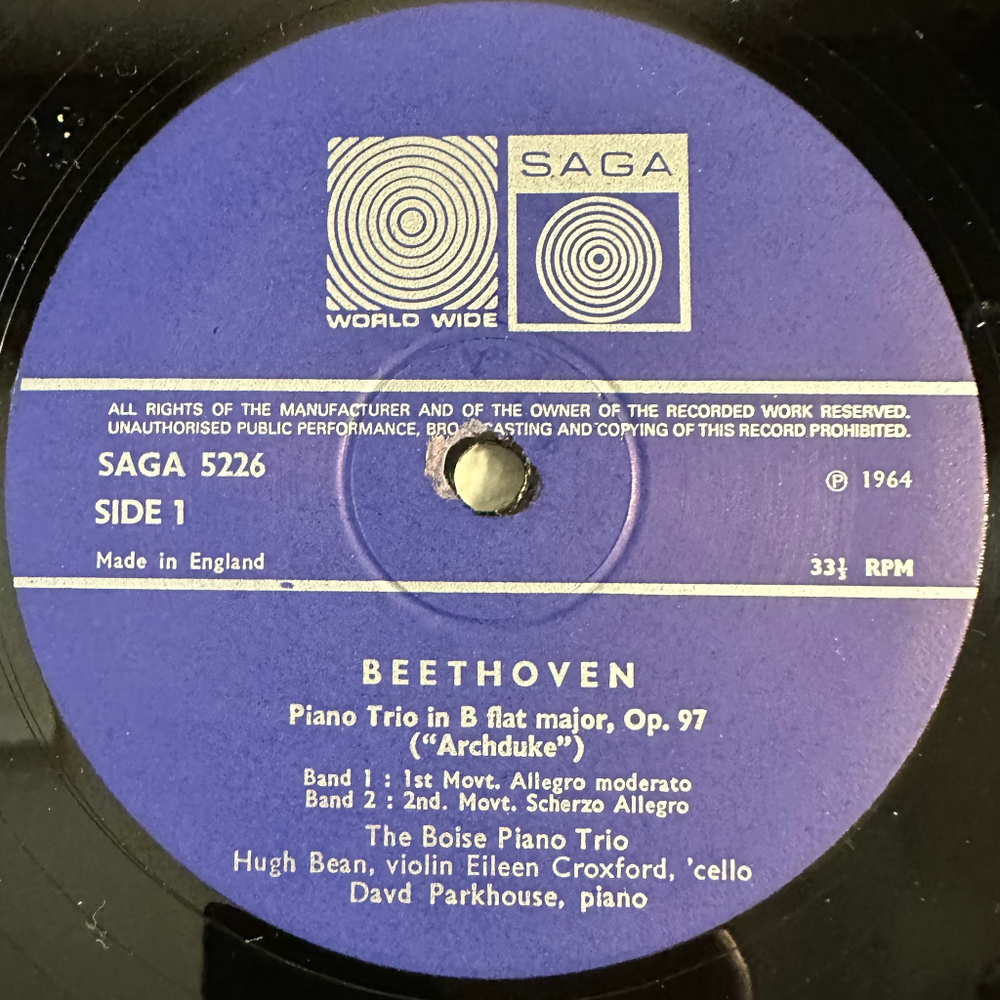 SAGA
WORLD WIDE
ALL RIGHTS OF THE MANUFACTURER AND OF THE OWNER OF THE RECORDED WORK RESERVED.
UNAUTHORISED PUBLIC PERFORMANCE, BROADCASTING AND COPYING OF THIS RECORD PROHIBITED.
SAGA 5226
℗ 1964
SIDE 1
Made in England
33⅓ RPM
BEETHOVEN
Piano Trio in B flat major, Op. 97
(“Archduke”)
Band 1 : 1st Movt. Allegro moderato
Band 2 : 2nd. Movt. Scherzo Allegro
The Boise Piano Trio
Hugh Bean, violin Eileen Croxford, 'cello
Davd Parkhouse, piano